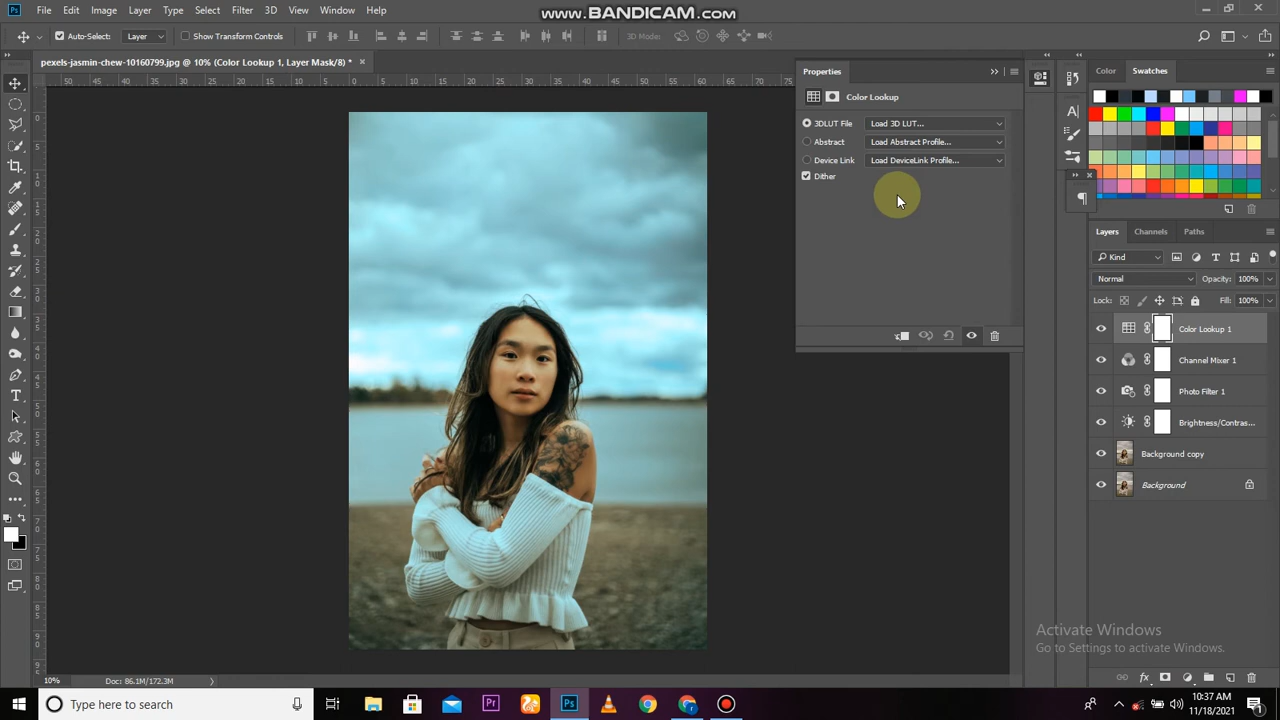 www.BANDICAM.com
Ps File Edit Image Layer Type Select Filter 3D View Window Help
Auto-Select: Layer Show Transform Controls 3D Mode:
pexels-jasmin-chew-10160799.jpg @ 10% (Color Lookup 1, Layer Mask/8) *
Properties
Color Lookup
3DLUT File Load 3D LUT...
Abstract Load Abstract Profile...
Device Link Load DeviceLink Profile...
Dither
Color Swatches
Layers Channels Paths
Kind
Normal Opacity: 100%
Lock: Fill: 100%
Color Lookup 1
Channel Mixer 1
Photo Filter 1
Brightness/Contras...
Background copy
Background
Activate Windows
Go to Settings to activate Windows.
10% Doc: 86.1M/172.3M
Type here to search
10:37 AM
11/18/2021